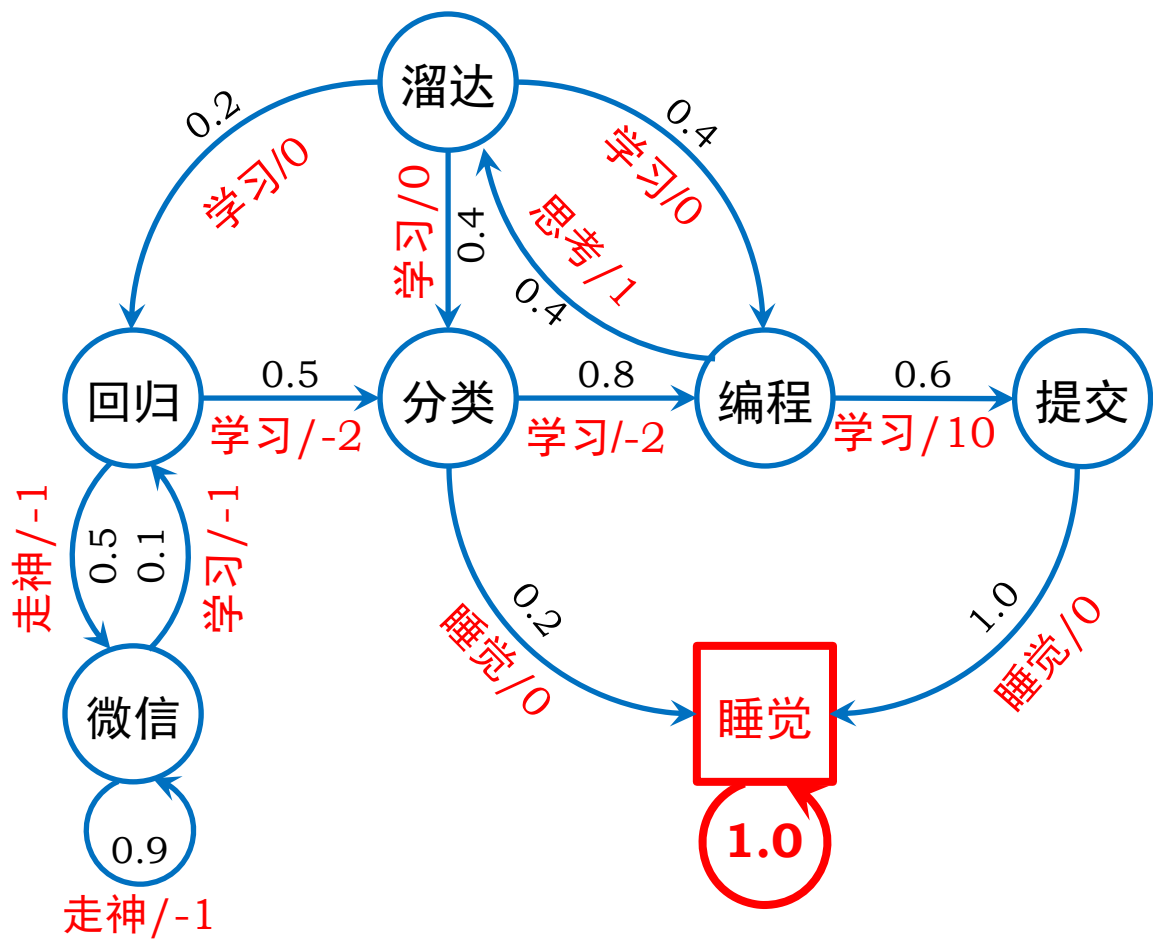 溜达
0.2
学习/0
学习/0
0.4
0.4
学习/0
思考/1
0.4
回归
0.5
学习/-2
分类
0.8
学习/-2
编程
0.6
学习/10
提交
走神/-1
0.5
0.1
学习/-1
0.2
睡觉/0
1.0
睡觉/0
微信
0.9
走神/-1
睡觉
1.0